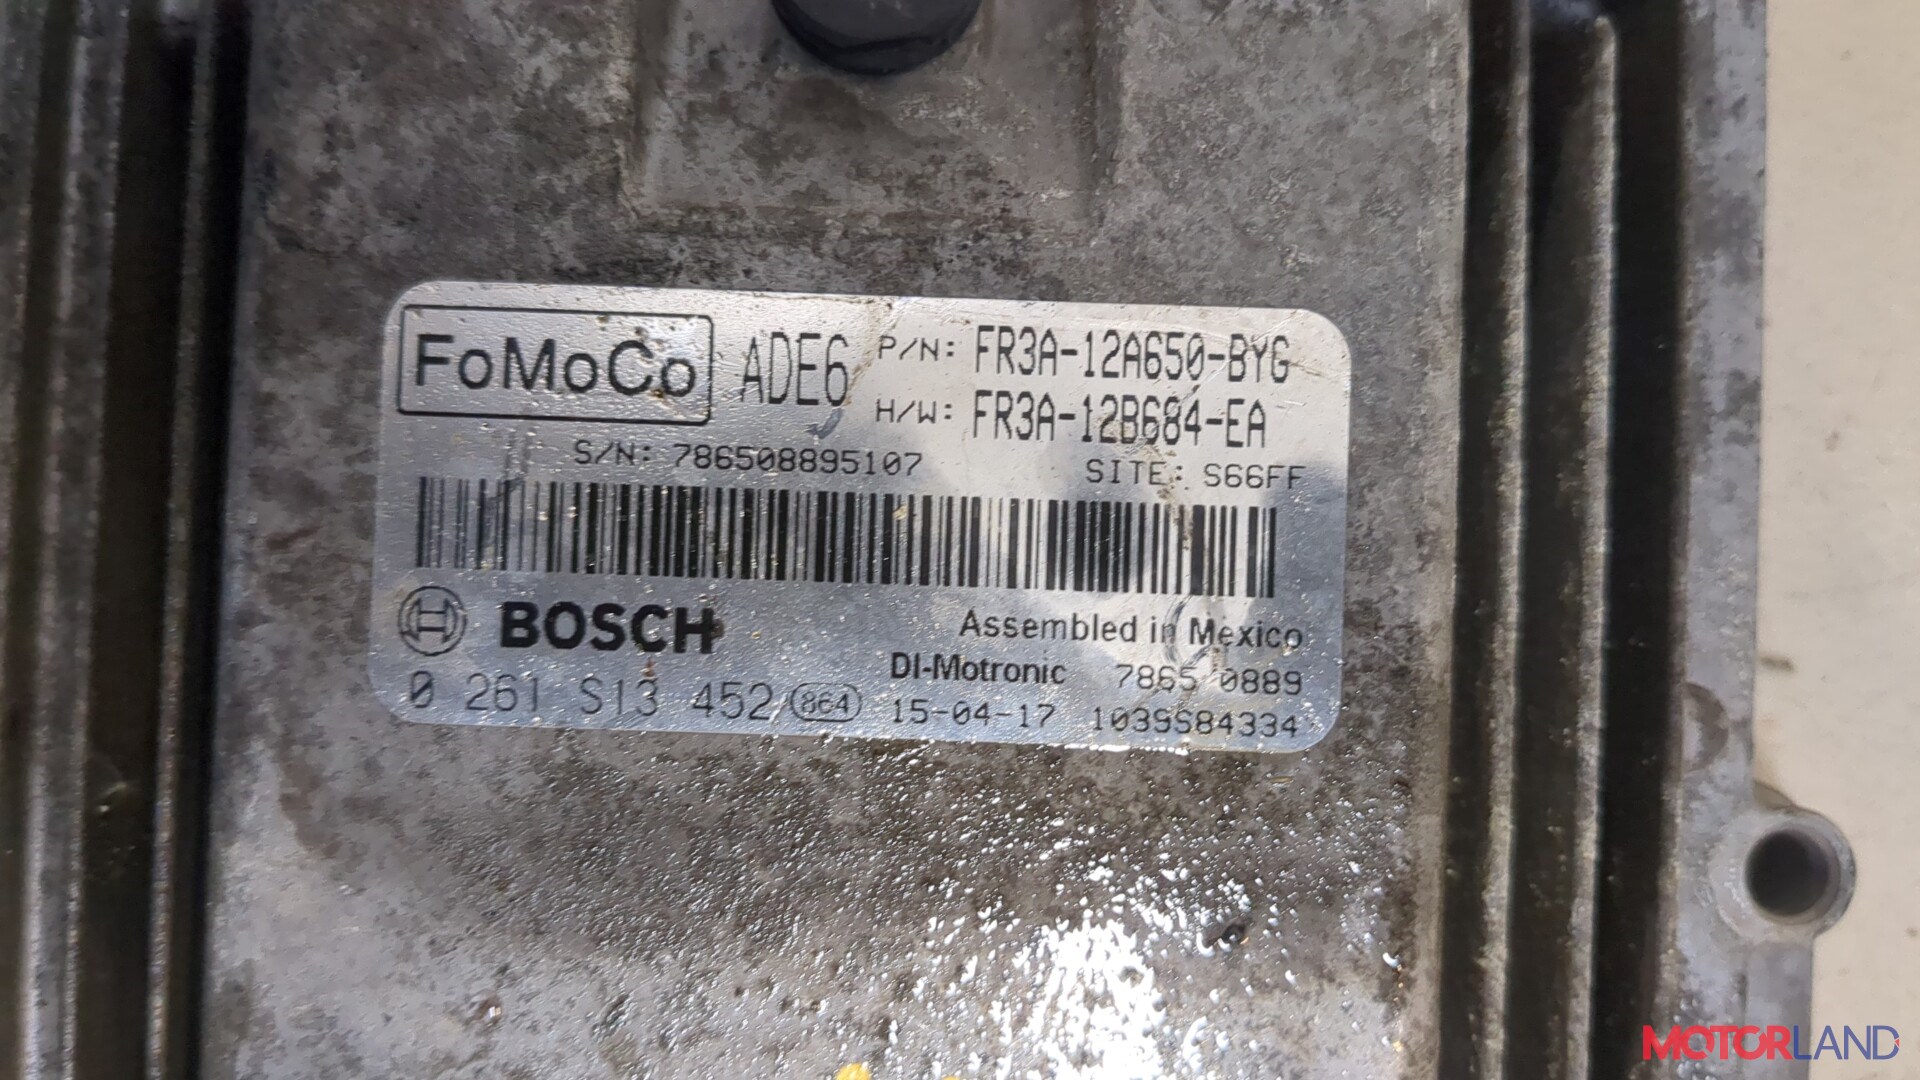 FoMoCo ADE6 P/N: FR3A-12A650-BYG
H/W: FR3A-12B684-EA
S/N: 786508895107 SITE: S66FF
BOSCH Assembled in Mexico
DI-Motronic 7865 0889
0 261 S13 452 864 15-04-17 1039S84334
MOTORLAND